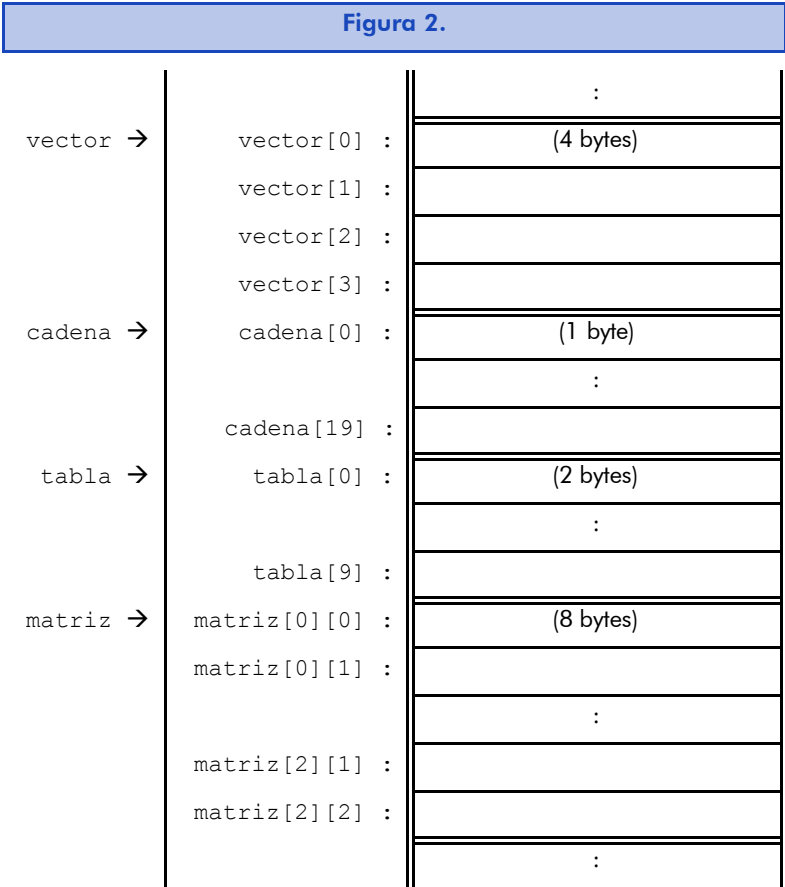 Figura 2.
:
vector → vector[0] : (4 bytes)
vector[1] :
vector[2] :
vector[3] :
cadena → cadena[0] : (1 byte)
:
cadena[19] :
tabla → tabla[0] : (2 bytes)
:
tabla[9] :
matriz → matriz[0][0] : (8 bytes)
matriz[0][1] :
:
matriz[2][1] :
matriz[2][2] :
: